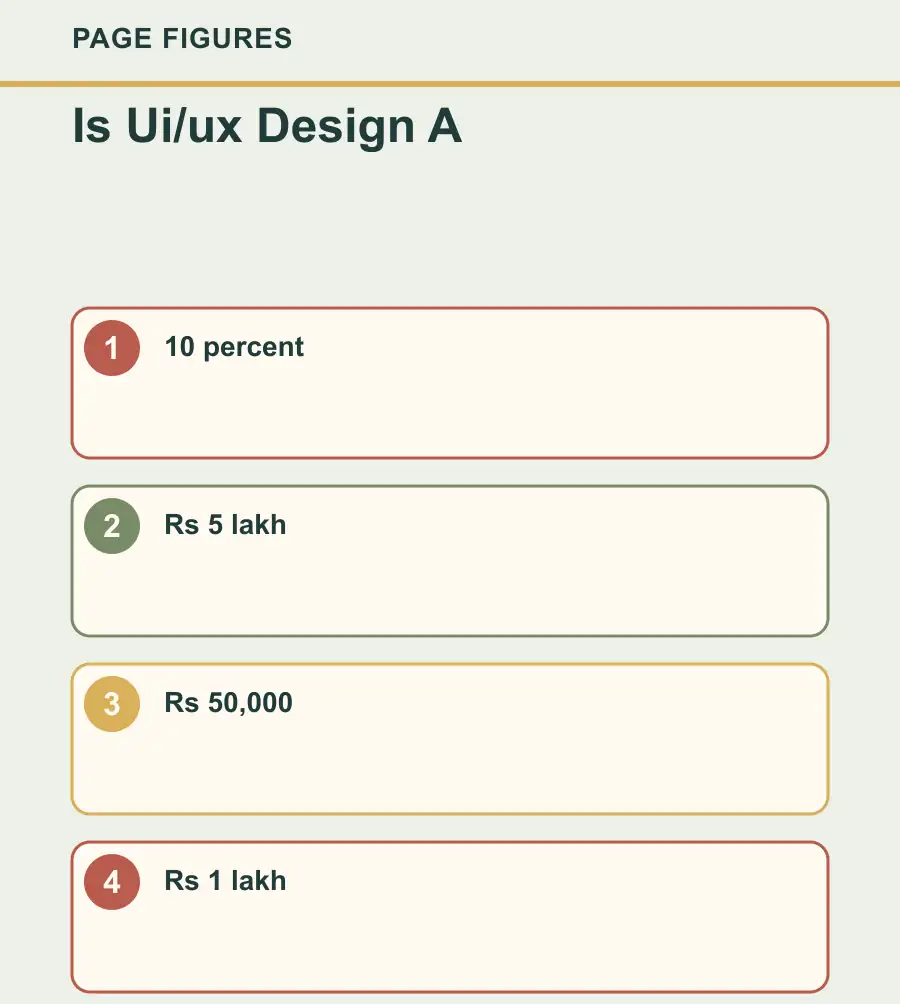 PAGE FIGURES
Is Ui/ux Design A
1 10 percent
2 Rs 5 lakh
3 Rs 50,000
4 Rs 1 lakh